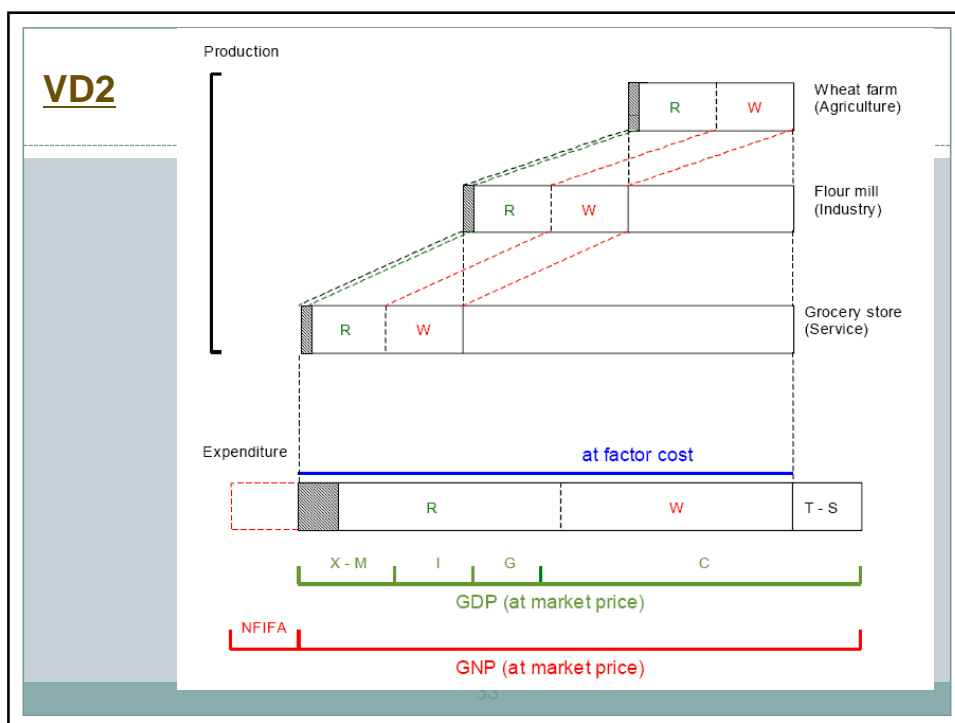 Production
VD2
R
W
Wheat farm
(Agriculture)
R
W
Flour mill
(Industry)
R
W
Grocery store
(Service)
Expenditure
at factor cost
R
W
T - S
X - M
I
G
C
GDP (at market price)
NFIFA
GNP (at market price)
33